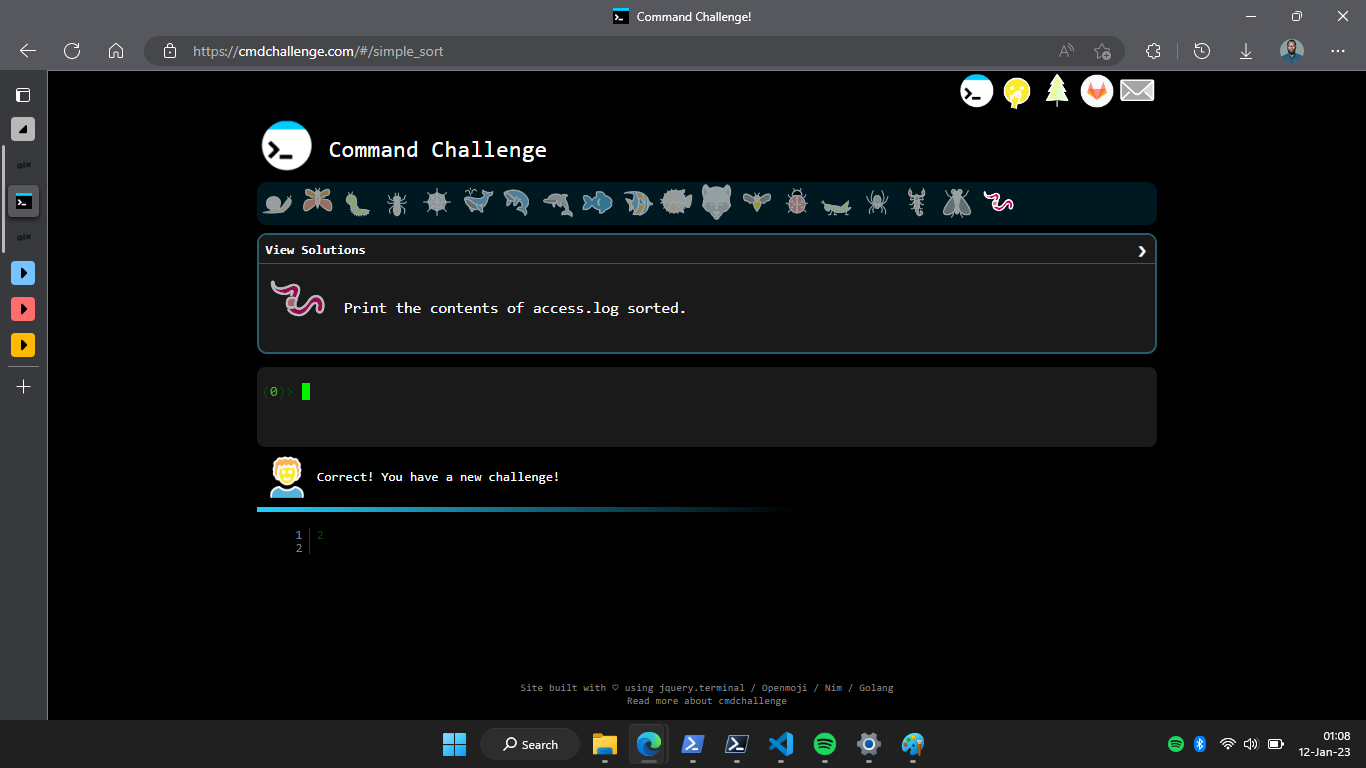 Command Challenge!
https://cmdchallenge.com/#/simple_sort
Command Challenge
View Solutions
Print the contents of access.log sorted.
(0)>
Correct! You have a new challenge!
1 2
2
Site built with ♡ using jquery.terminal / Openmoji / Nim / Golang
Read more about cmdchallenge
Search
01:08
12-Jan-23